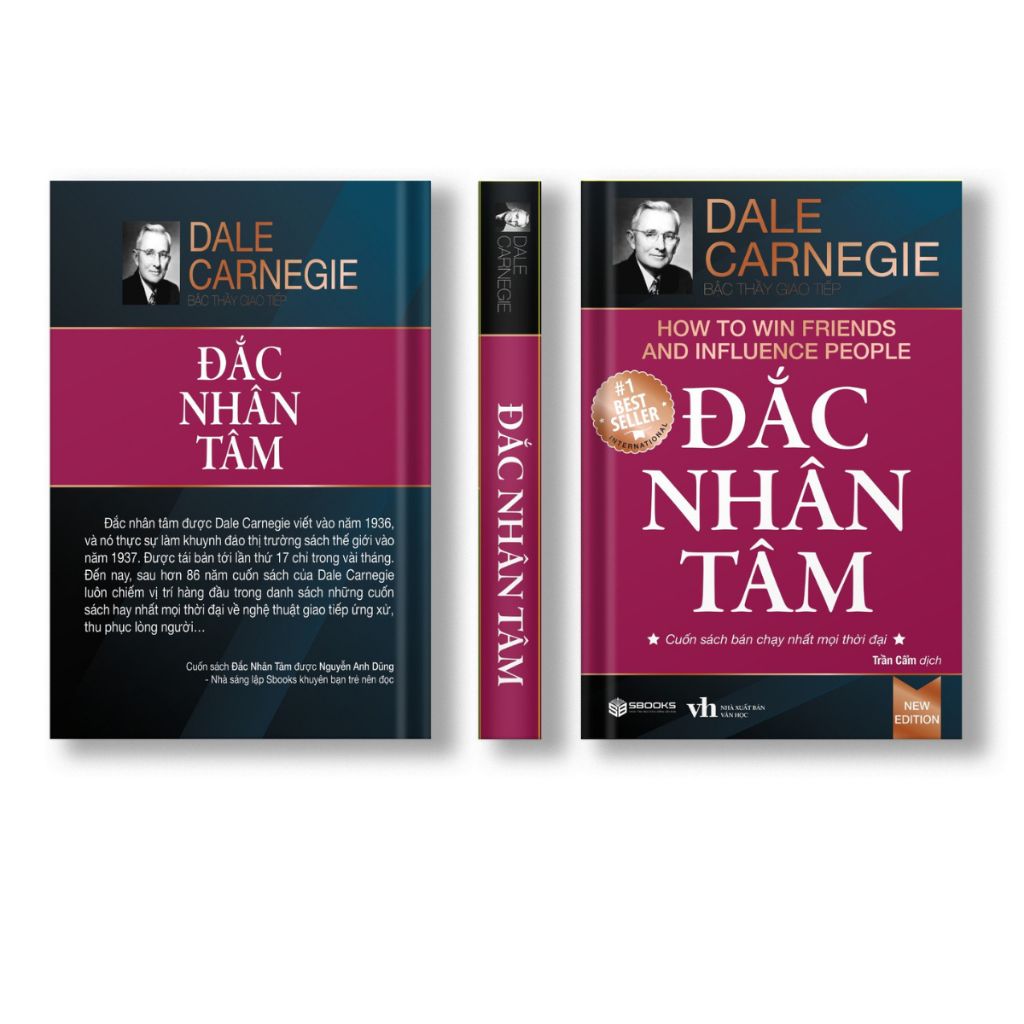 DALE
CARNEGIE
BẬC THẦY GIAO TIẾP
ĐẮC
NHÂN
TÂM
Đắc nhân tâm được Dale Carnegie viết vào năm 1936,
và nó thực sự làm khuynh đảo thị trường sách thế giới vào
năm 1937. Được tái bản tới lần thứ 17 chỉ trong vài tháng.
Đến nay, sau hơn 86 năm cuốn sách của Dale Carnegie
luôn chiếm vị trí hàng đầu trong danh sách những cuốn
sách hay nhất mọi thời đại về nghệ thuật giao tiếp ứng xử,
thu phục lòng người...
Cuốn sách Đắc Nhân Tâm được Nguyễn Anh Dũng
- Nhà sáng lập Sbooks khuyên bạn trẻ nên đọc
DALE
CARNEGIE
ĐẮC NHÂN TÂM
DALE
CARNEGIE
BẬC THẦY GIAO TIẾP
HOW TO WIN FRIENDS
AND INFLUENCE PEOPLE
#1
BEST
SELLER
INTERNATIONAL
ĐẮC
NHÂN
TÂM
Cuốn sách bán chạy nhất mọi thời đại
Trần Cẩm dịch
SBOOKS
vh NHÀ XUẤT BẢN
VĂN HỌC
NEW
EDITION